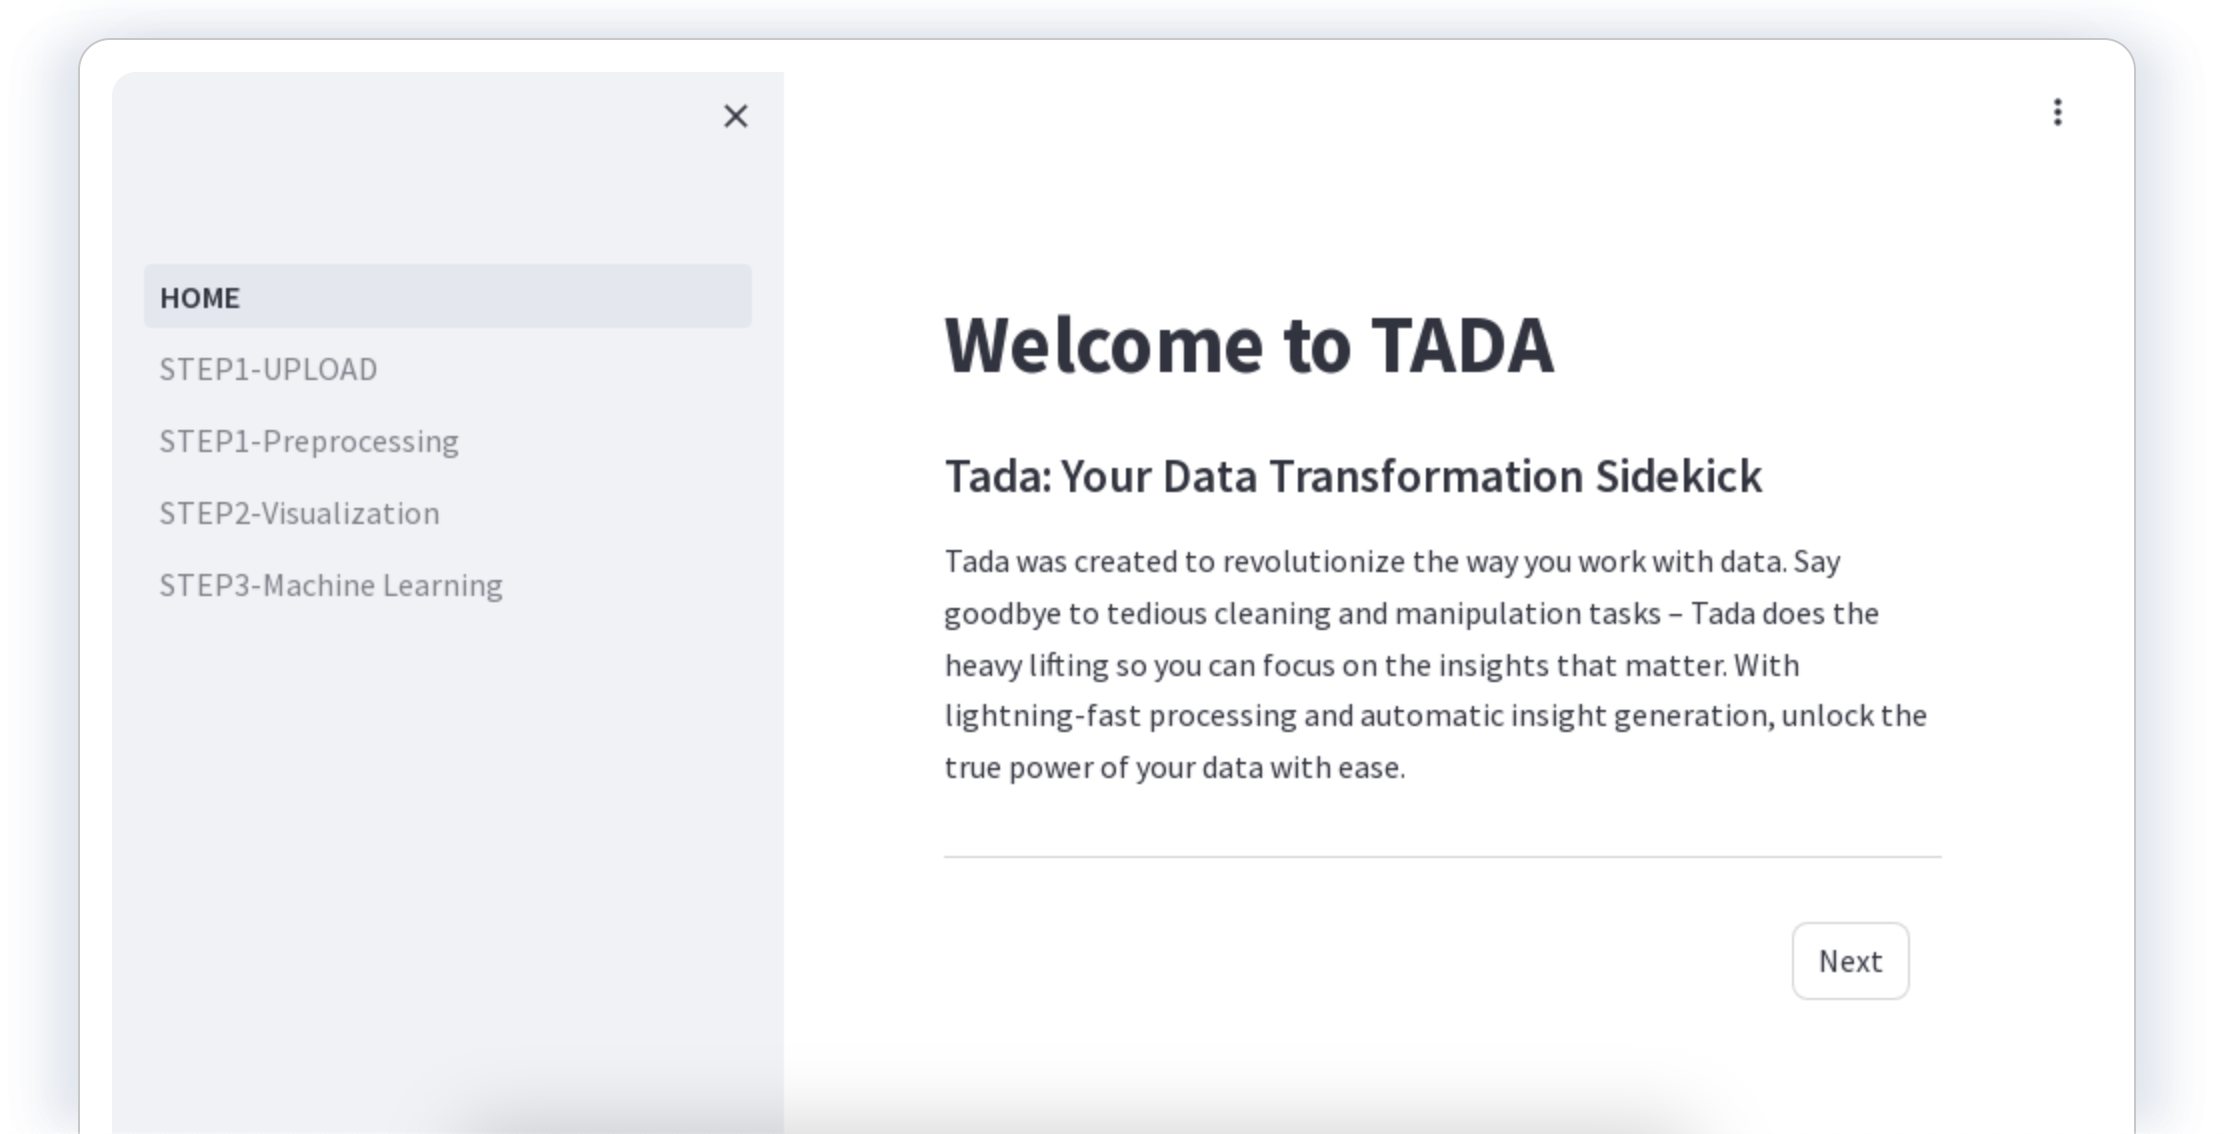 HOME
STEP1-UPLOAD
STEP1-Preprocessing
STEP2-Visualization
STEP3-Machine Learning
Welcome to TADA
Tada: Your Data Transformation Sidekick
Tada was created to revolutionize the way you work with data. Say
goodbye to tedious cleaning and manipulation tasks – Tada does the
heavy lifting so you can focus on the insights that matter. With
lightning-fast processing and automatic insight generation, unlock the
true power of your data with ease.
Next